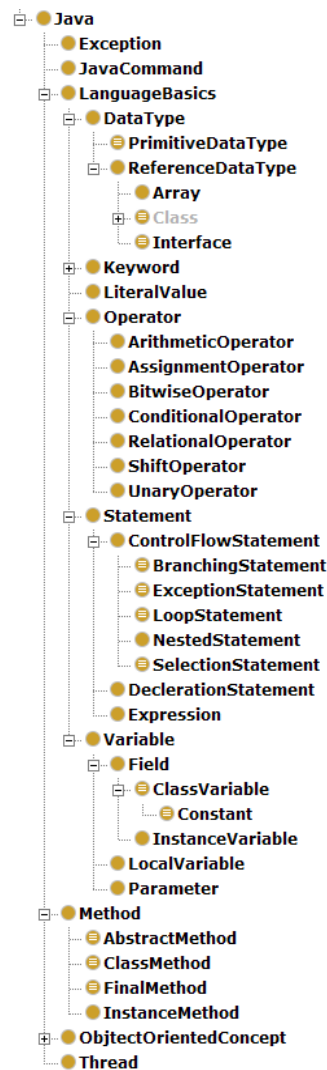 Java
Exception
JavaCommand
LanguageBasics
DataType
PrimitiveDataType
ReferenceDataType
Array
Class
Interface
Keyword
LiteralValue
Operator
ArithmeticOperator
AssignmentOperator
BitwiseOperator
ConditionalOperator
RelationalOperator
ShiftOperator
UnaryOperator
Statement
ControlFlowStatement
BranchingStatement
ExceptionStatement
LoopStatement
NestedStatement
SelectionStatement
DeclerationStatement
Expression
Variable
Field
ClassVariable
Constant
InstanceVariable
LocalVariable
Parameter
Method
AbstractMethod
ClassMethod
FinalMethod
InstanceMethod
ObjtectOrientedConcept
Thread